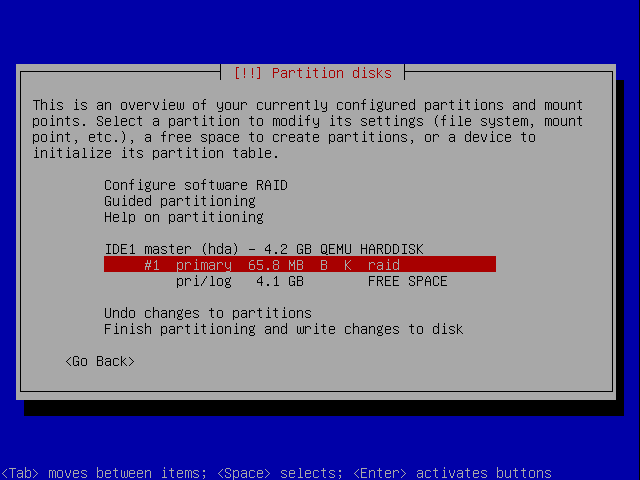 [!!] Partition disks
This is an overview of your currently configured partitions and mount
points. Select a partition to modify its settings (file system, mount
point, etc.), a free space to create partitions, or a device to
initialize its partition table.
Configure software RAID
Guided partitioning
Help on partitioning
IDE1 master (hda) - 4.2 GB QEMU HARDDISK
#1 primary 65.8 MB B K raid
pri/log 4.1 GB FREE SPACE
Undo changes to partitions
Finish partitioning and write changes to disk
<Go Back>
<Tab> moves between items; <Space> selects; <Enter> activates buttons